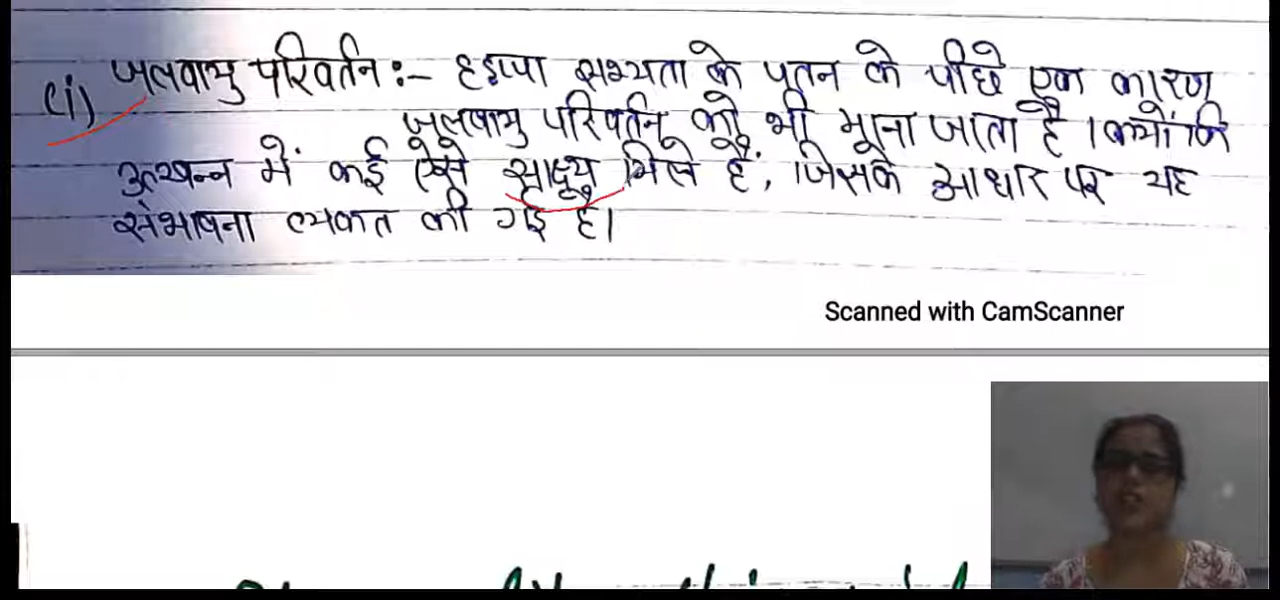 (i) जलवायु परिवर्तन :- हड़प्पा सभ्यता के पतन के पीछे एक कारण
जलवायु परिवर्तन को भी माना जाता है । क्योंकि
उत्खनन में कई ऐसे साक्ष्य मिले हैं, जिसके आधार पर यह
संभावना व्यक्त की गई है।
Scanned with CamScanner